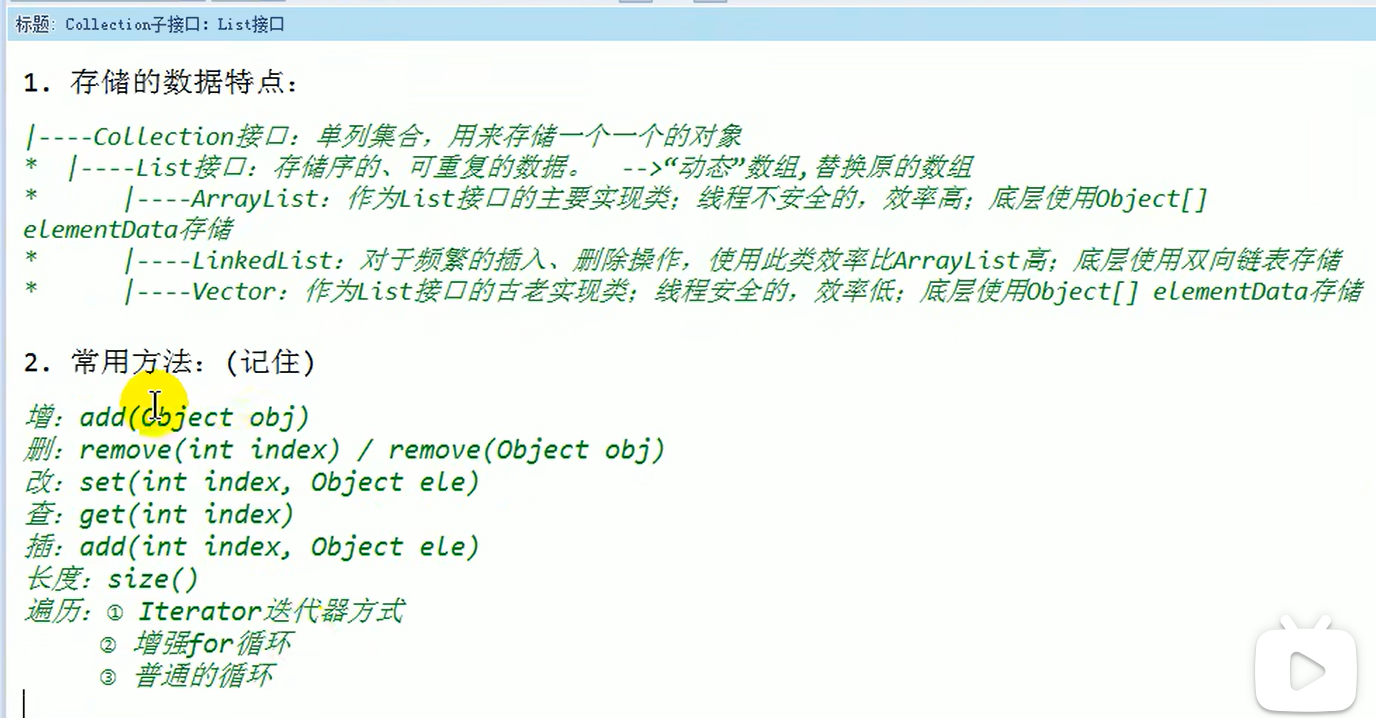 标题: Collection子接口: List接口
1. 存储的数据特点:
|----Collection接口: 单列集合, 用来存储一个一个的对象
* |----List接口: 存储序的、可重复的数据。 -->“动态”数组,替换原的数组
* |----ArrayList: 作为List接口的主要实现类; 线程不安全的, 效率高; 底层使用Object[]
elementData存储
* |----LinkedList: 对于频繁的插入、删除操作, 使用此类效率比ArrayList高; 底层使用双向链表存储
* |----Vector: 作为List接口的古老实现类; 线程安全的, 效率低; 底层使用Object[] elementData存储
2. 常用方法: (记住)
增: add(Object obj)
删: remove(int index) / remove(Object obj)
改: set(int index, Object ele)
查: get(int index)
插: add(int index, Object ele)
长度: size()
遍历: ① Iterator迭代器方式
② 增强for循环
③ 普通的循环